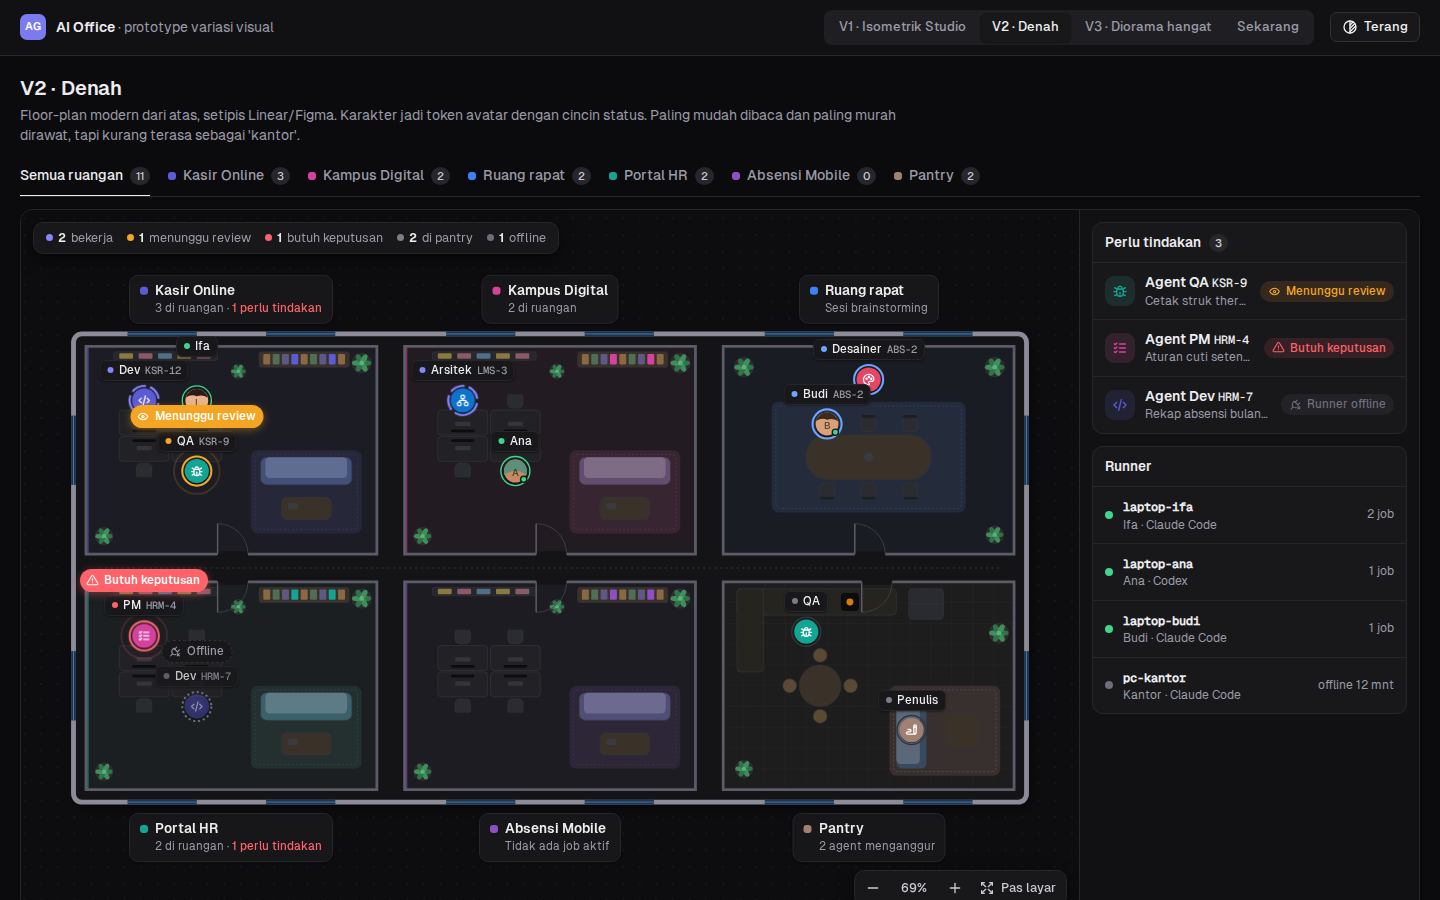 AG AI Office · prototype variasi visual
V1 · Isometrik Studio V2 · Denah V3 · Diorama hangat Sekarang Terang
V2 · Denah
Floor-plan modern dari atas, setipis Linear/Figma. Karakter jadi token avatar dengan cincin status. Paling mudah dibaca dan paling murah
dirawat, tapi kurang terasa sebagai 'kantor'.
Semua ruangan 11 Kasir Online 3 Kampus Digital 2 Ruang rapat 2 Portal HR 2 Absensi Mobile 0 Pantry 2
2 bekerja 1 menunggu review 1 butuh keputusan 2 di pantry 1 offline
Kasir Online
3 di ruangan · 1 perlu tindakan
Kampus Digital
2 di ruangan
Ruang rapat
Sesi brainstorming
Ifa
Dev KSR-12
Menunggu review
QA KSR-9
Arsitek LMS-3
Ana
A
Desainer ABS-2
Budi ABS-2
B
Butuh keputusan
PM HRM-4
Offline
Dev HRM-7
QA
Penulis
Portal HR
2 di ruangan · 1 perlu tindakan
Absensi Mobile
Tidak ada job aktif
Pantry
2 agent menganggur
69% Pas layar
Perlu tindakan 3
Agent QA KSR-9
Cetak struk ther…
Menunggu review
Agent PM HRM-4
Aturan cuti seten…
Butuh keputusan
Agent Dev HRM-7
Rekap absensi bulan…
Runner offline
Runner
laptop-ifa
Ifa · Claude Code
2 job
laptop-ana
Ana · Codex
1 job
laptop-budi
Budi · Claude Code
1 job
pc-kantor
Kantor · Claude Code
offline 12 mnt